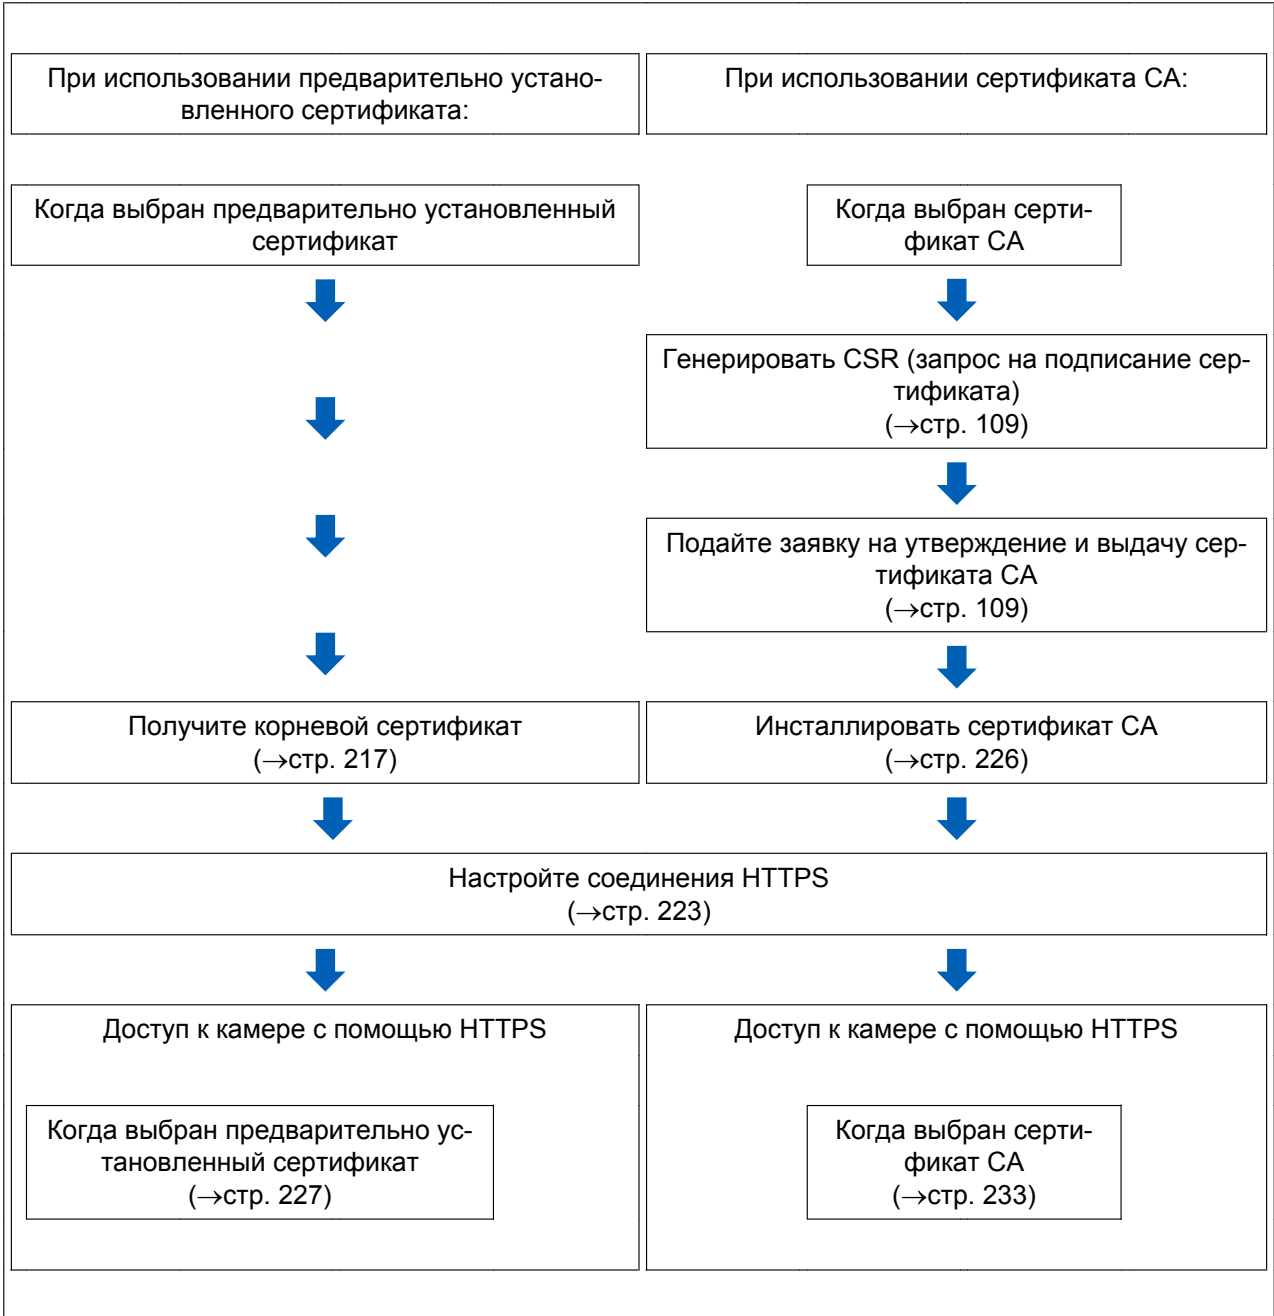 При использовании предварительно устано-
вленного сертификата:
При использовании сертификата CA:
Когда выбран предварительно установленный
сертификат
Когда выбран серти-
фикат CA
Генерировать CSR (запрос на подписание сер-
тификата)
(→стр. 109)
Подайте заявку на утверждение и выдачу сер-
тификата CA
(→стр. 109)
Получите корневой сертификат
(→стр. 217)
Инсталлировать сертификат CA
(→стр. 226)
Настройте соединения HTTPS
(→стр. 223)
Доступ к камере с помощью HTTPS
Когда выбран предварительно ус-
тановленный сертификат
(→стр. 227)
Доступ к камере с помощью HTTPS
Когда выбран серти-
фикат CA
(→стр. 233)